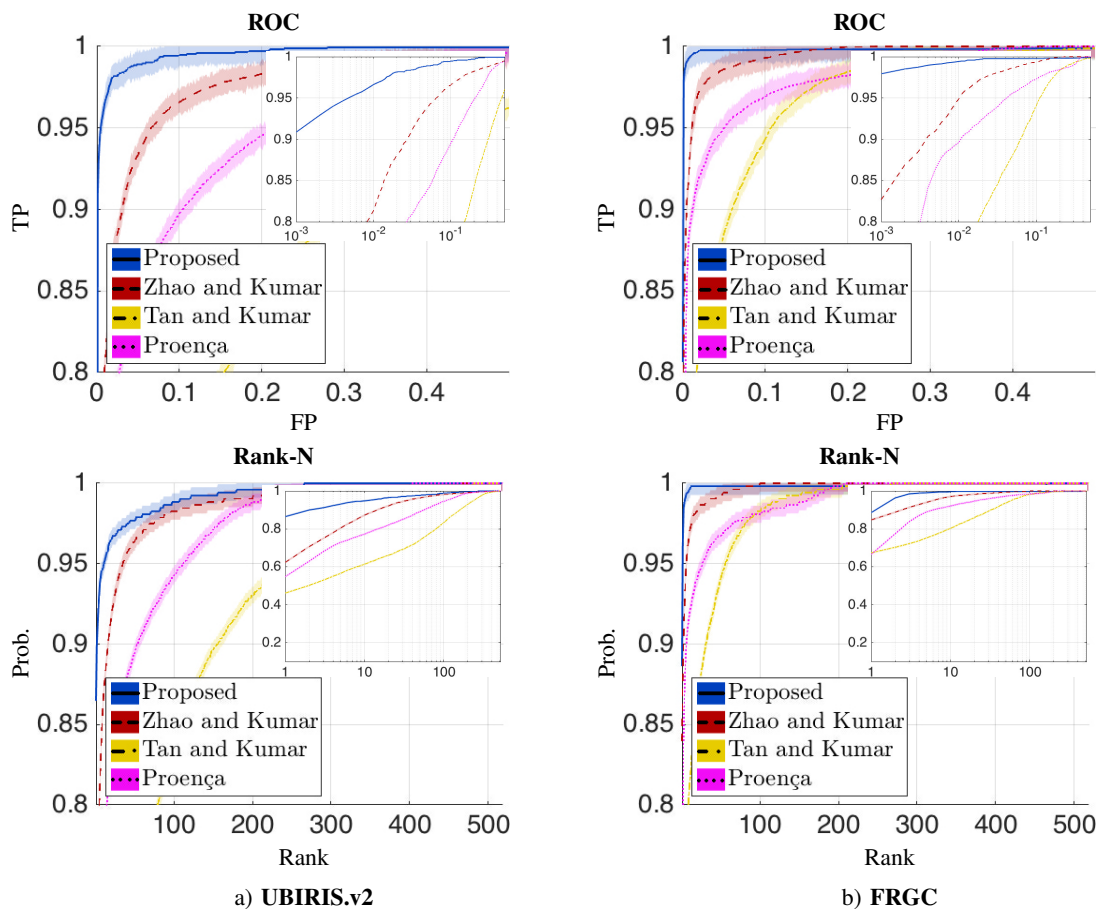 ROC
1
0.95
0.9
0.85
0.8
TP
0 0.1 0.2 0.3 0.4
FP
1
0.95
0.9
0.85
0.8
10-3 10-2 10-1
Proposed
Zhao and Kumar
Tan and Kumar
Proença
ROC
1
0.95
0.9
0.85
0.8
TP
0 0.1 0.2 0.3 0.4
FP
1
0.95
0.9
0.85
0.8
10-3 10-2 10-1
Proposed
Zhao and Kumar
Tan and Kumar
Proença
Rank-N
1
0.95
0.9
0.85
0.8
Prob.
100 200 300 400 500
Rank
1
0.8
0.6
0.4
0.2
1 10 100
Proposed
Zhao and Kumar
Tan and Kumar
Proença
Rank-N
1
0.95
0.9
0.85
0.8
Prob.
100 200 300 400 500
Rank
1
0.8
0.6
0.4
0.2
1 10 100
Proposed
Zhao and Kumar
Tan and Kumar
Proença
a) UBIRIS.v2
b) FRGC